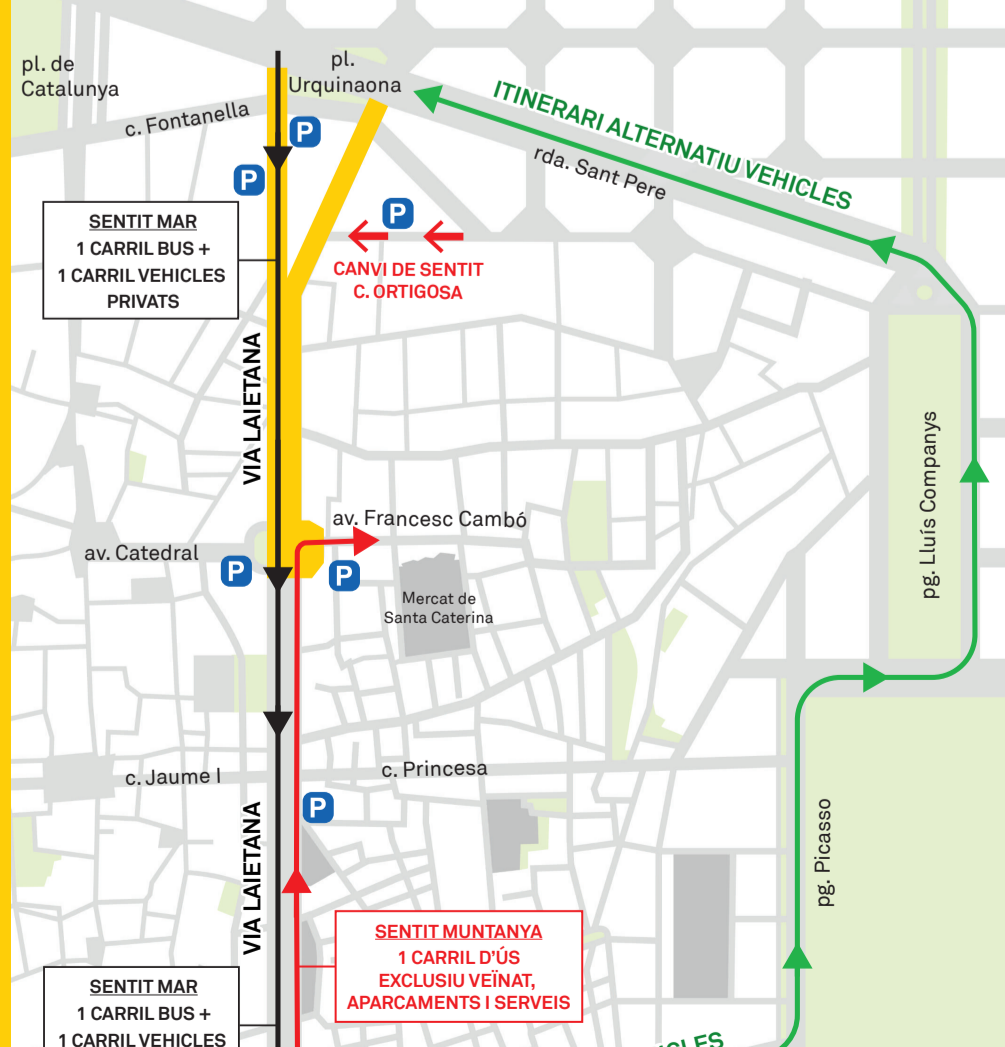 pl. de
Catalunya
pl.
Urquinaona
c. Fontanella
P
P
ITINERARI ALTERNATIU VEHICLES
rda. Sant Pere
P
SENTIT MAR
1 CARRIL BUS +
1 CARRIL VEHICLES
PRIVATS
CANVI DE SENTIT
C. ORTIGOSA
VIA LAIETANA
pg. Lluís Companys
av. Francesc Cambó
av. Catedral
P
P
Mercat de
Santa Caterina
c. Jaume I
c. Princesa
P
VIA LAIETANA
pg. Picasso
SENTIT MUNTANYA
1 CARRIL D'ÚS
EXCLUSIU VEÏNAT,
APARCAMENTS I SERVEIS
SENTIT MAR
1 CARRIL BUS +
1 CARRIL VEHICLES